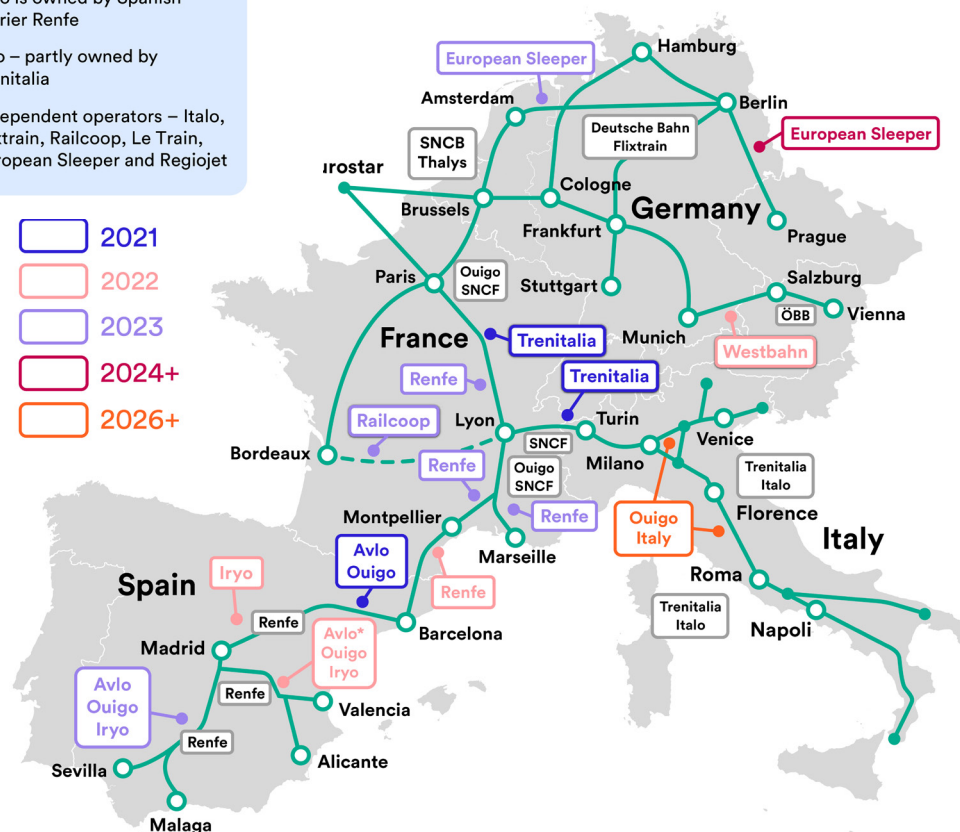 is owned by Spanish
rier Renfe
o – partly owned by
nitalia
ependent operators – Italo,
xtrain, Railcoop, Le Train,
ropean Sleeper and Regiojet
2021
2022
2023
2024+
2026+
Hamburg
European Sleeper
Amsterdam
Berlin
Deutsche Bahn
Flixtrain
European Sleeper
SNCB
Thalys
urostar
Cologne
Brussels
Germany
Frankfurt
Prague
Paris
Ouigo
SNCF
Stuttgart
Salzburg
ÖBB
Vienna
France
Munich
Trenitalia
Westbahn
Renfe
Trenitalia
Railcoop
Lyon
Turin
SNCF
Venice
Bordeaux
Renfe
Milano
Ouigo
SNCF
Trenitalia
Italo
Montpellier
Renfe
Ouigo
Italy
Florence
Marseille
Italy
Avlo
Ouigo
Spain
Iryo
Renfe
Roma
Trenitalia
Italo
Renfe
Barcelona
Napoli
Madrid
Avlo*
Ouigo
Iryo
Avlo
Ouigo
Iryo
Renfe
Valencia
Renfe
Sevilla
Alicante
Malaga